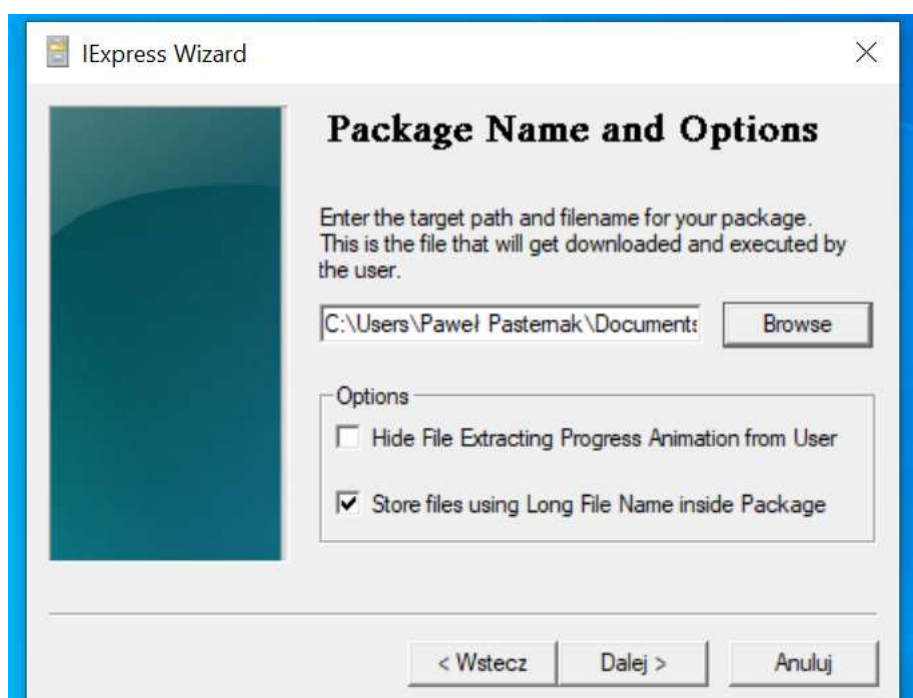 IExpress Wizard
Package Name and Options
Enter the target path and filename for your package.
This is the file that will get downloaded and executed by
the user.
C:\Users\Paweł Pasternak\Documents
Browse
Options
Hide File Extracting Progress Animation from User
Store files using Long File Name inside Package
< Wstecz
Dalej >
Anuluj